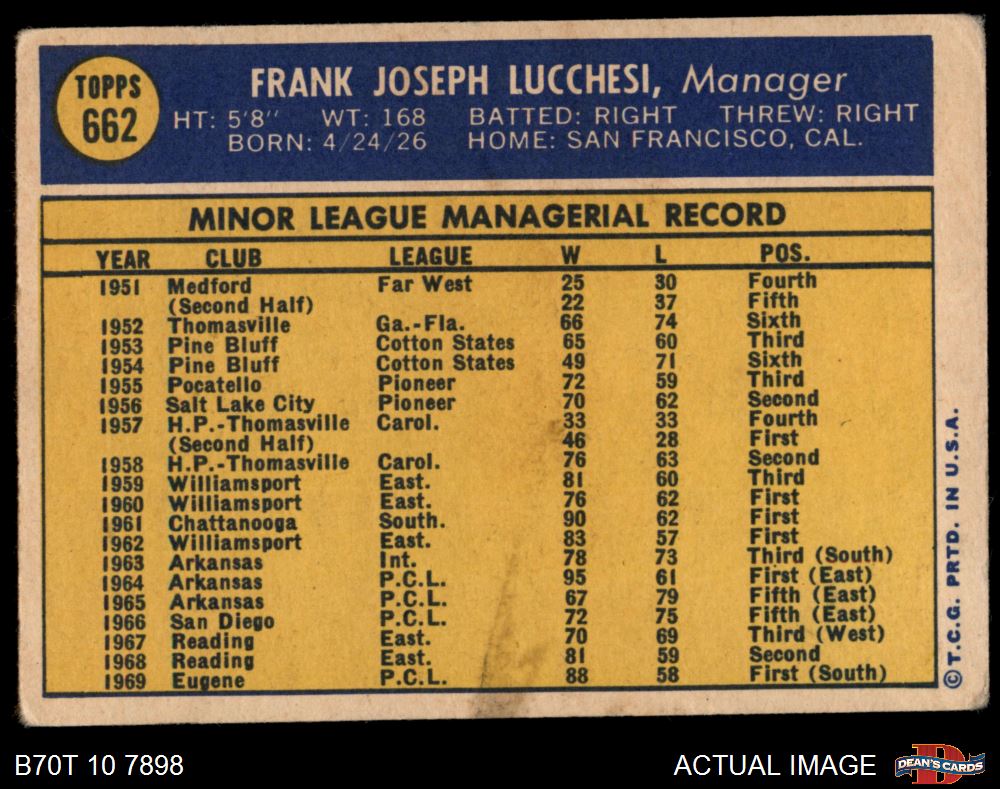 TOPPS
662
FRANK JOSEPH LUCCHESI, Manager
HT: 5'8" WT: 168 BATTED: RIGHT THREW: RIGHT
BORN: 4/24/26 HOME: SAN FRANCISCO, CAL.
MINOR LEAGUE MANAGERIAL RECORD
YEAR CLUB LEAGUE W L POS.
1951 Medford Far West 25 30 Fourth
(Second Half) 22 37 Fifth
1952 Thomasville Ga.-Fla. 66 74 Sixth
1953 Pine Bluff Cotton States 65 60 Third
1954 Pine Bluff Cotton States 49 71 Sixth
1955 Pocatello Pioneer 72 59 Third
1956 Salt Lake City Pioneer 70 62 Second
1957 H.P.-Thomasville Carol. 33 33 Fourth
(Second Half) 46 28 First
1958 H.P.-Thomasville Carol. 76 63 Second
1959 Williamsport East. 81 60 Third
1960 Williamsport East. 76 62 First
1961 Chattanooga South. 90 62 First
1962 Williamsport East. 83 57 First
1963 Arkansas Int. 78 73 Third (South)
1964 Arkansas P.C.L. 95 61 First (East)
1965 Arkansas P.C.L. 67 79 Fifth (East)
1966 San Diego P.C.L. 72 75 Fifth (East)
1967 Reading East. 70 69 Third (West)
1968 Reading East. 81 59 Second
1969 Eugene P.C.L. 88 58 First (South)
©T.C.G. PRTD. IN U.S.A.
B70T 10 7898
ACTUAL IMAGE
DEAN'S CARDS